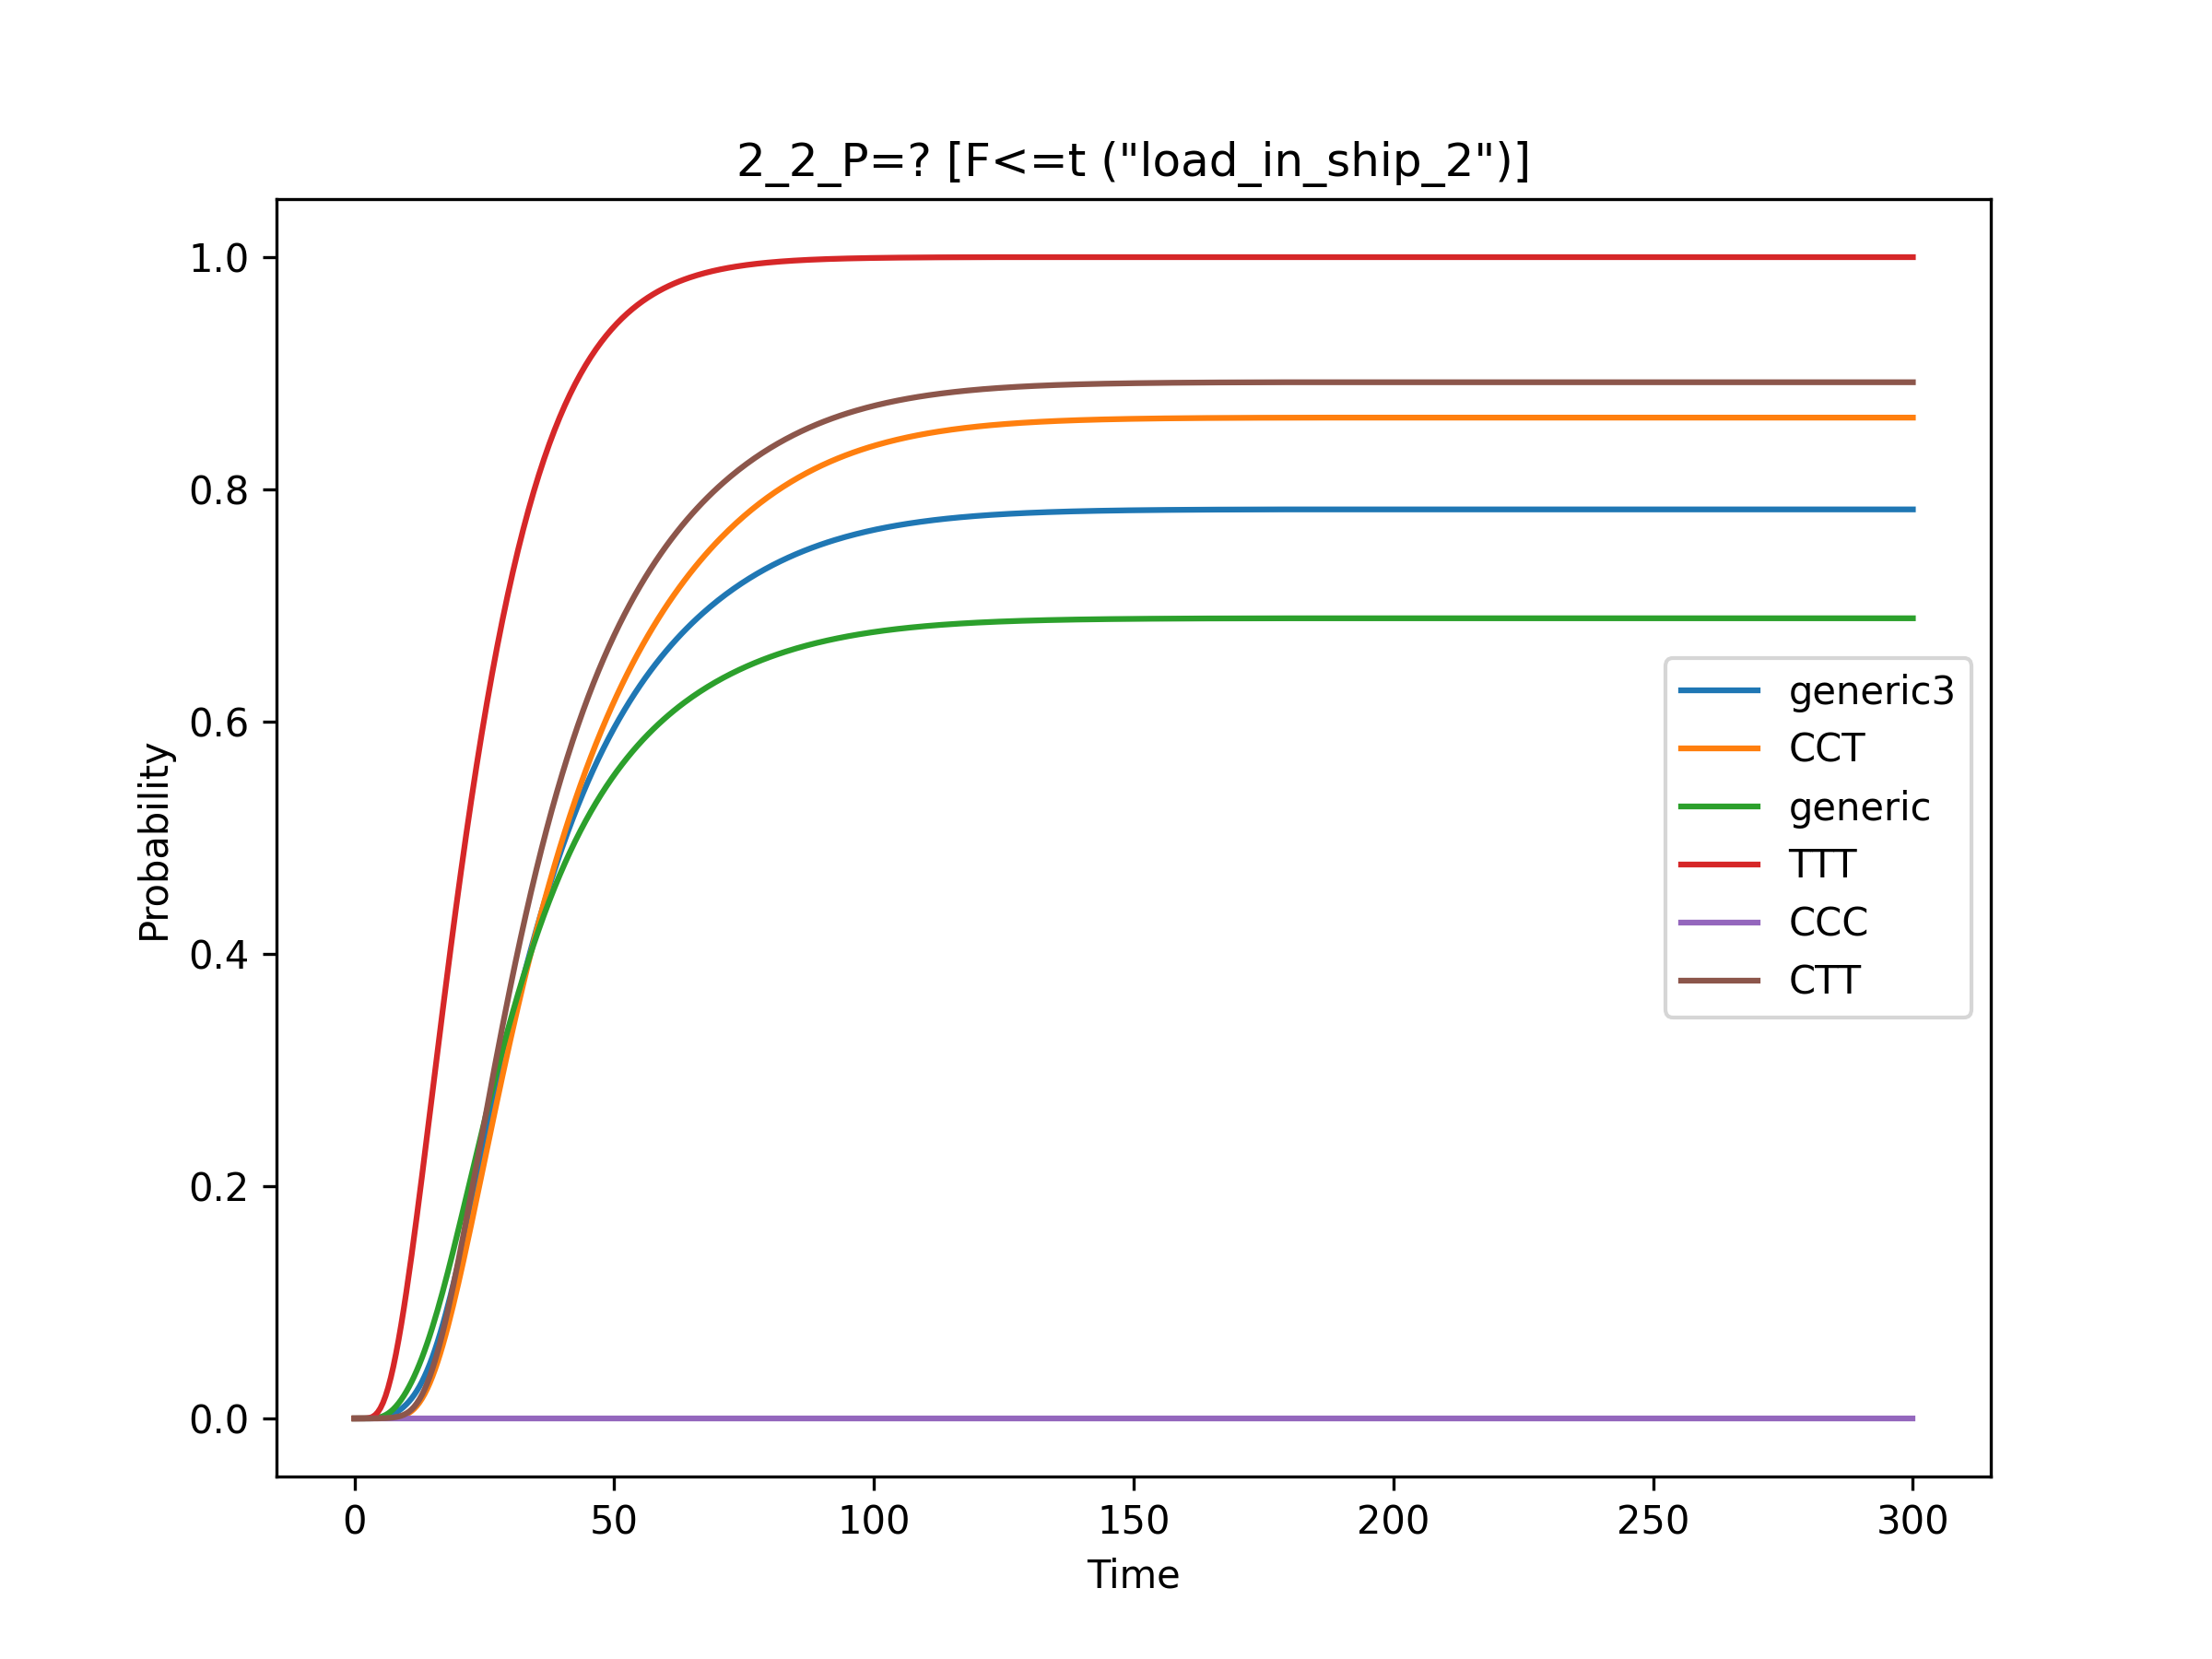 2_2_P=? [F<=t ("load_in_ship_2")]
1.0
0.8
0.6
0.4
0.2
0.0
Probability
generic3
CCT
generic
TTT
CCC
CTT
0 50 100 150 200 250 300
Time